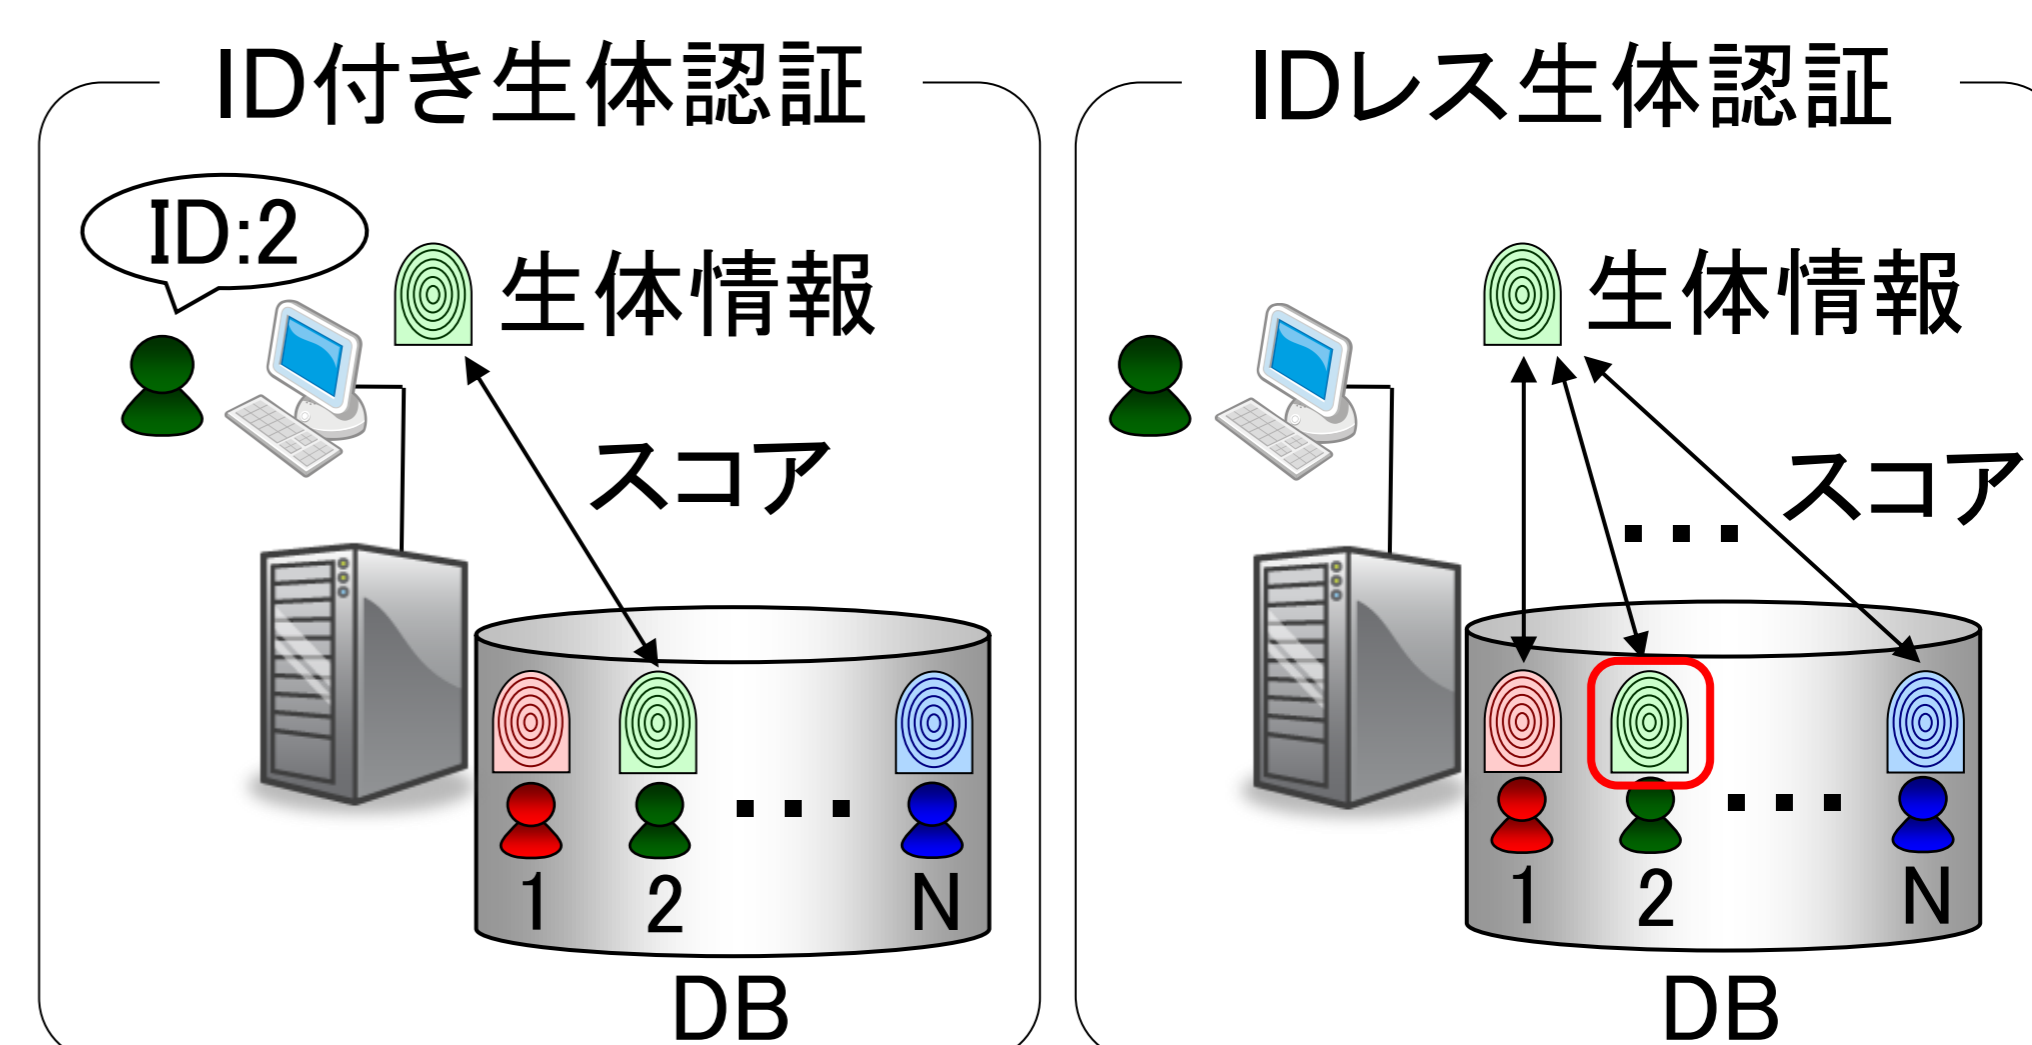 ID付き生体認証
ID:2
生体情報
スコア
・・・
1 2 N
DB
IDレス生体認証
生体情報
・・・
スコア
・・・
1 2 N
DB